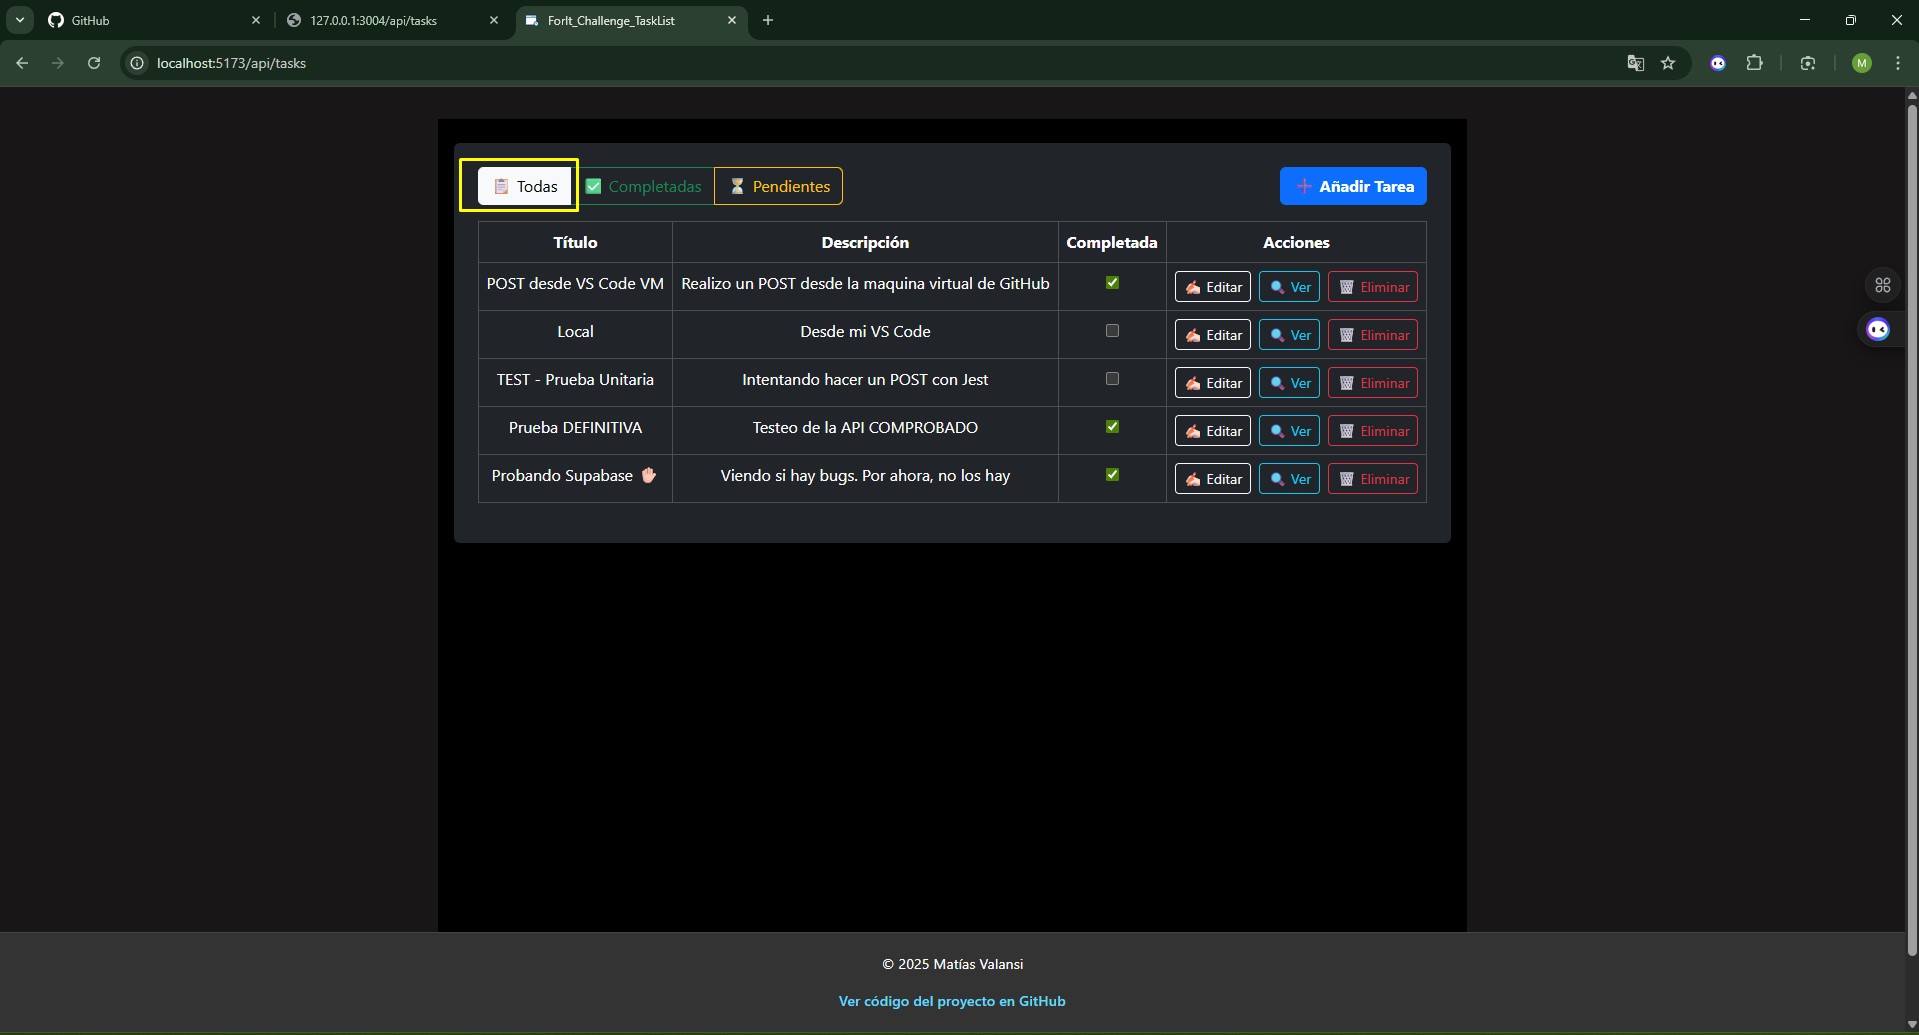 GitHub
127.0.0.1:3004/api/tasks
ForIt_Challenge_TaskList
localhost:5173/api/tasks
M
Todas
Completadas
Pendientes
Añadir Tarea
Título Descripción Completada Acciones
POST desde VS Code VM Realizo un POST desde la maquina virtual de GitHub Editar Ver Eliminar
Local Desde mi VS Code Editar Ver Eliminar
TEST - Prueba Unitaria Intentando hacer un POST con Jest Editar Ver Eliminar
Prueba DEFINITIVA Testeo de la API COMPROBADO Editar Ver Eliminar
Probando Supabase 🖐🏻 Viendo si hay bugs. Por ahora, no los hay Editar Ver Eliminar
© 2025 Matías Valansi
Ver código del proyecto en GitHub